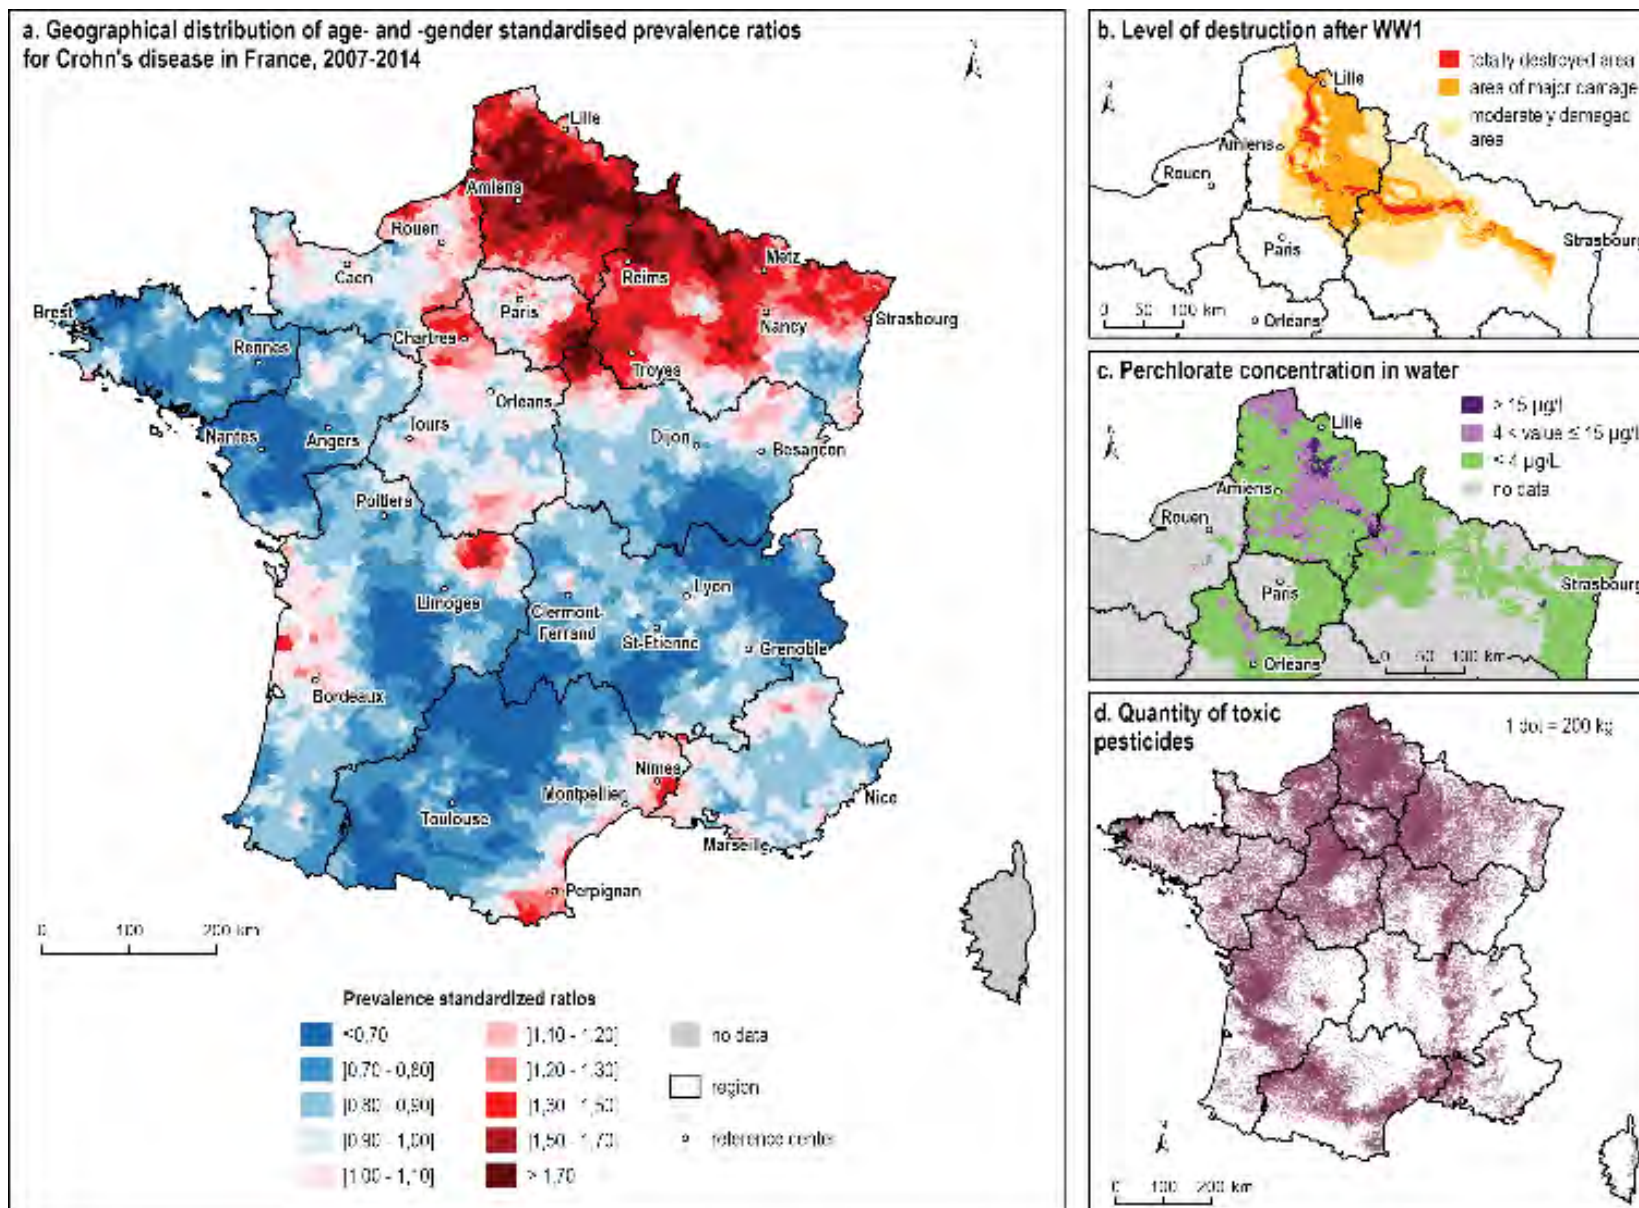 a. Geographical distribution of age- and -gender standardised prevalence ratios
for Crohn's disease in France, 2007-2014
Lille
Amiens
Rouen
Caen
Reims
Metz
Paris
Nancy
Strasbourg
Brest
Rennes
Chartres
Troyes
Orléans
Nantes
Angers
Tours
Dijon
Besançon
Poitiers
Limoges
Clermont-
Ferrand
Lyon
St-Etienne
Grenoble
Bordeaux
Nîmes
Montpellier
Toulouse
Nice
Marseille
Perpignan
0 100 200 km
Prevalence standardized ratios
<0,70
]0,70 - 0,80]
]0,80 - 0,90]
]0,90 - 1,00]
]1,00 - 1,10]
]1,10 - 1,20]
]1,20 - 1,30]
]1,30 - 1,50]
]1,50 - 1,70]
> 1,70
no data
region
reference center
b. Level of destruction after WW1
totally destroyed area
area of major damage
moderately damaged
area
Lille
Amiens
Rouen
Paris
Strasbourg
Orléans
0 50 100 km
c. Perchlorate concentration in water
> 15 µg/l
4 < value ≤ 15 µg/L
≤ 4 µg/L
no data
Lille
Amiens
Rouen
Paris
Strasbourg
Orléans
0 50 100 km
d. Quantity of toxic
pesticides
1 dot = 200 kg
0 100 200 km